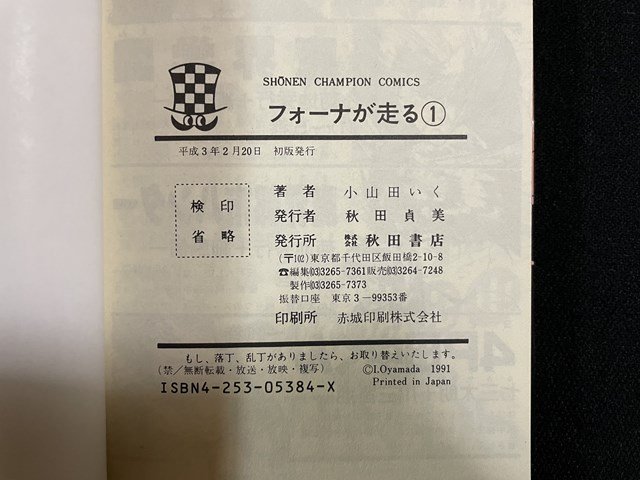 SHŌNEN CHAMPION COMICS
フォーナが走る①
平成3年2月20日 初版発行
検印
省略
著者 小山田いく
発行者 秋田貞美
発行所 株式会社 秋田書店
(〒102)東京都千代田区飯田橋2-10-8
☎編集(03)3265-7361販売(03)3264-7248
製作(03)3265-7373
振替口座 東京3-99353番
印刷所 赤城印刷株式会社
もし、落丁、乱丁がありましたら、お取り替えいたします。
(禁/無断転載・放送・放映・複写) ©I.Oyamada 1991
ISBN4-253-05384-X Printed in Japan